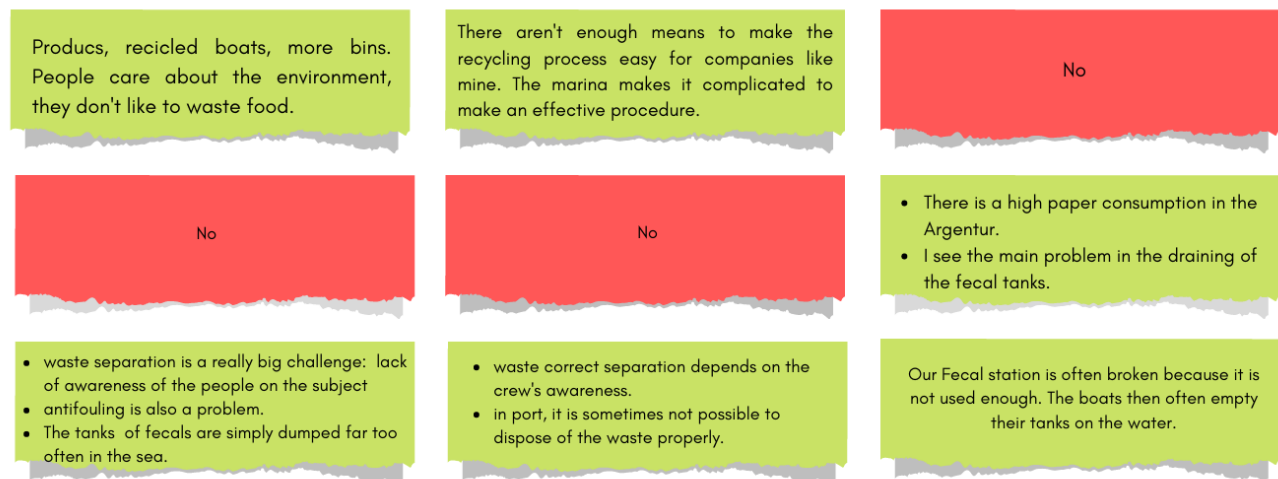 Producs, recicled boats, more bins.
People care about the environment,
they don't like to waste food.
There aren't enough means to make the
recycling process easy for companies like
mine. The marina makes it complicated to
make an effective procedure.
No
No
No
• There is a high paper consumption in the
Argentur.
• I see the main problem in the draining of
the fecal tanks.
• waste separation is a really big challenge: lack
of awareness of the people on the subject
• antifouling is also a problem.
• The tanks of fecals are simply dumped far too
often in the sea.
• waste correct separation depends on the
crew's awareness.
• in port, it is sometimes not possible to
dispose of the waste properly.
Our Fecal station is often broken because it is
not used enough. The boats then often empty
their tanks on the water.